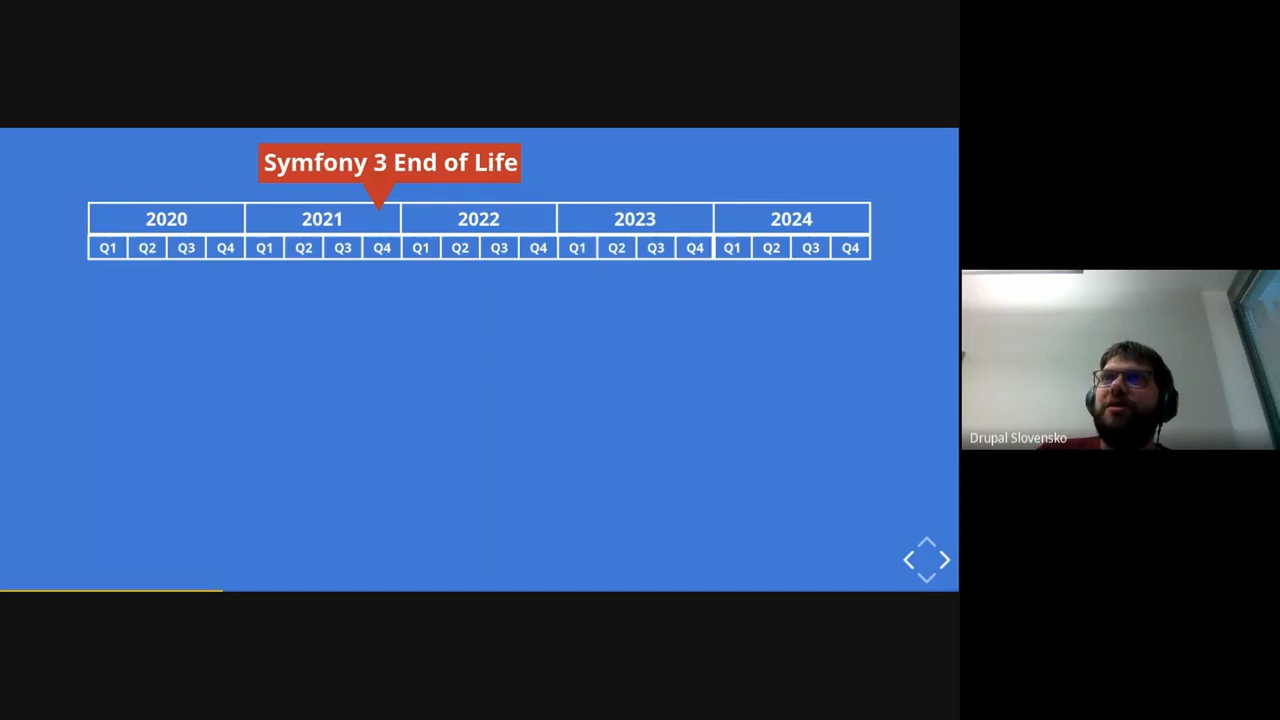 Symfony 3 End of Life
2020 2021 2022 2023 2024
Q1 Q2 Q3 Q4 Q1 Q2 Q3 Q4 Q1 Q2 Q3 Q4 Q1 Q2 Q3 Q4 Q1 Q2 Q3 Q4
Drupal Slovensko